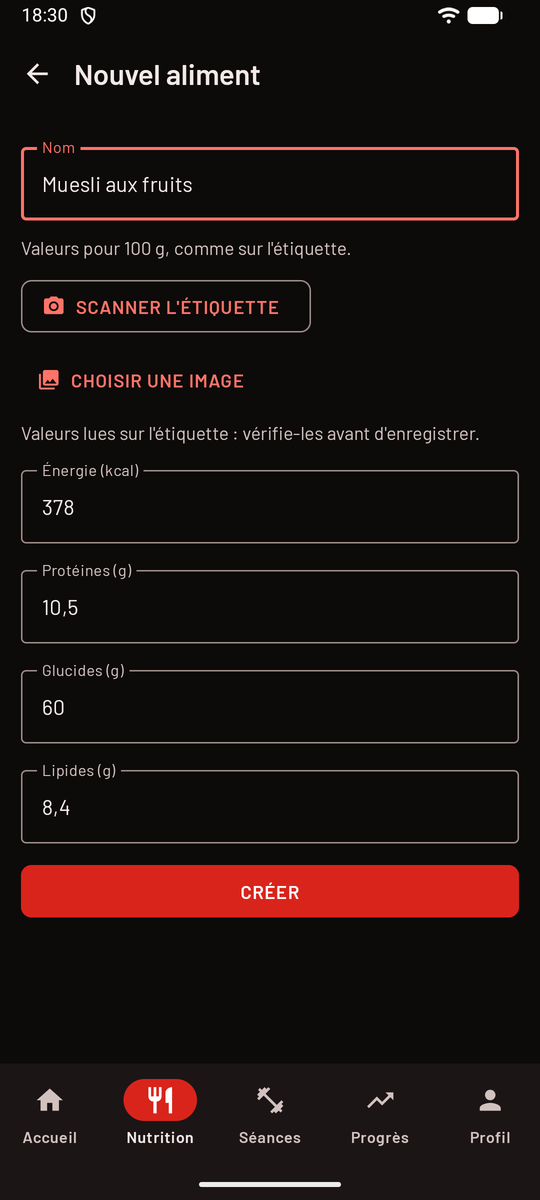 18:30
Nouvel aliment
Nom
Muesli aux fruits
Valeurs pour 100 g, comme sur l'étiquette.
SCANNER L'ÉTIQUETTE
CHOISIR UNE IMAGE
Valeurs lues sur l'étiquette : vérifie-les avant d'enregistrer.
Énergie (kcal)
378
Protéines (g)
10,5
Glucides (g)
60
Lipides (g)
8,4
CRÉER
Accueil Nutrition Séances Progrès Profil